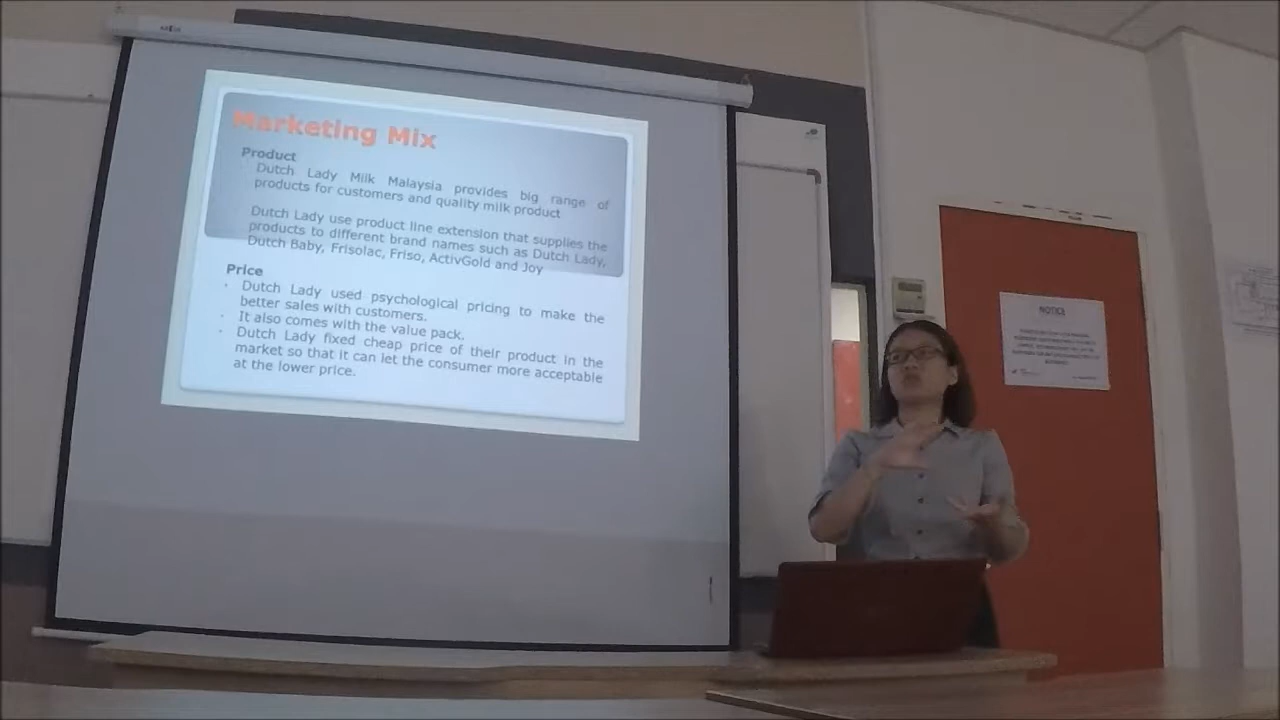 Marketing Mix
Product
Dutch Lady Milk Malaysia provides big range of
products for customers and quality milk product
Dutch Lady use product line extension that supplies the
products to different brand names such as Dutch Lady,
Dutch Baby, Frisolac, Friso, ActivGold and Joy
Price
· Dutch Lady used psychological pricing to make the
better sales with customers.
· It also comes with the value pack.
· Dutch Lady fixed cheap price of their product in the
market so that it can let the consumer more acceptable
at the lower price.
NOTICE